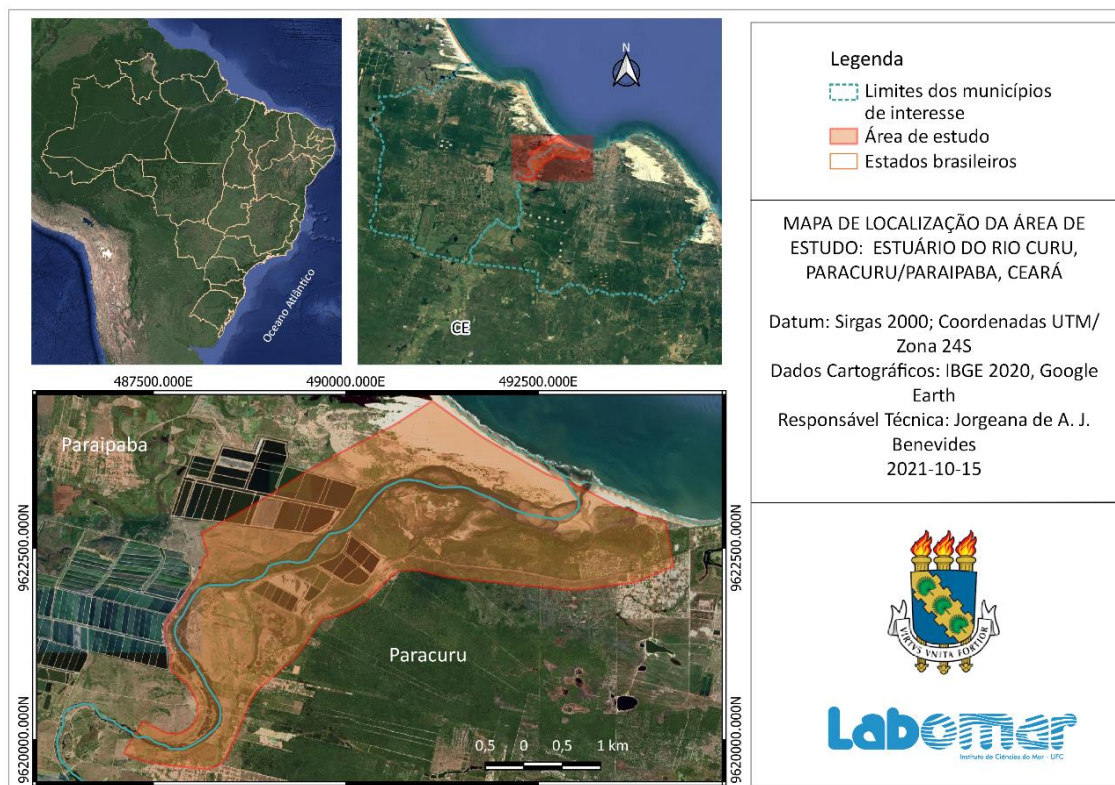 Oceano Atlântico
N
CE
Legenda
Limites dos municípios
de interesse
Área de estudo
Estados brasileiros
MAPA DE LOCALIZAÇÃO DA ÁREA DE
ESTUDO: ESTUÁRIO DO RIO CURU,
PARACURU/PARAIPABA, CEARÁ
Datum: Sirgas 2000; Coordenadas UTM/
Zona 24S
Dados Cartográficos: IBGE 2020, Google
Earth
Responsável Técnica: Jorgeana de A. J.
Benevides
2021-10-15
487500.000E 490000.000E 492500.000E
9622500.000N
9620000.000N
Paraipaba
Paracuru
0,5 0 0,5 1 km
9622500.000N
9620000.000N
VIRTVS VNITA FORTIOR
Labomar
Instituto de Ciências do Mar - UFC